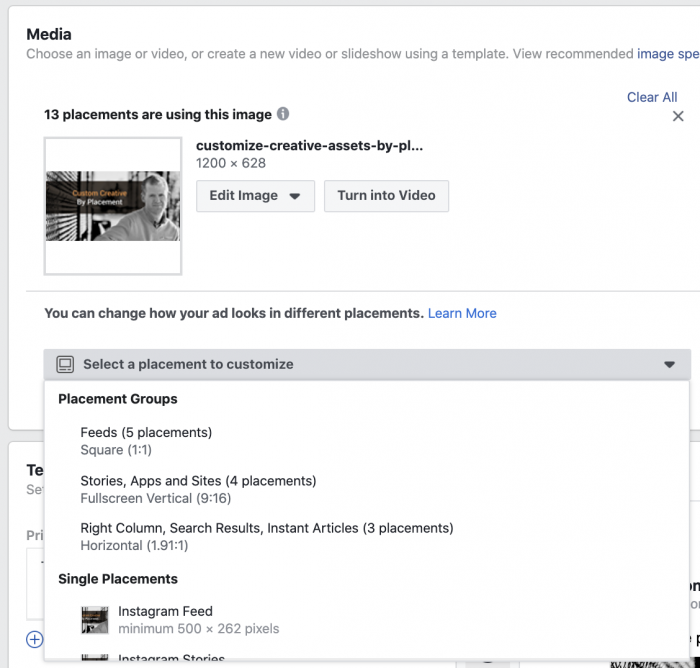 Media
Choose an image or video, or create a new video or slideshow using a template. View recommended image spe
Clear All
13 placements are using this image
customize-creative-assets-by-pl...
1200 × 628
Custom Creative
By Placement
Edit Image
Turn into Video
You can change how your ad looks in different placements. Learn More
Select a placement to customize
Placement Groups
Feeds (5 placements)
Square (1:1)
Stories, Apps and Sites (4 placements)
Fullscreen Vertical (9:16)
Te
Right Column, Search Results, Instant Articles (3 placements)
Pri
Horizontal (1.91:1)
Single Placements
Instagram Feed
minimum 500 × 262 pixels
Instagram Stories